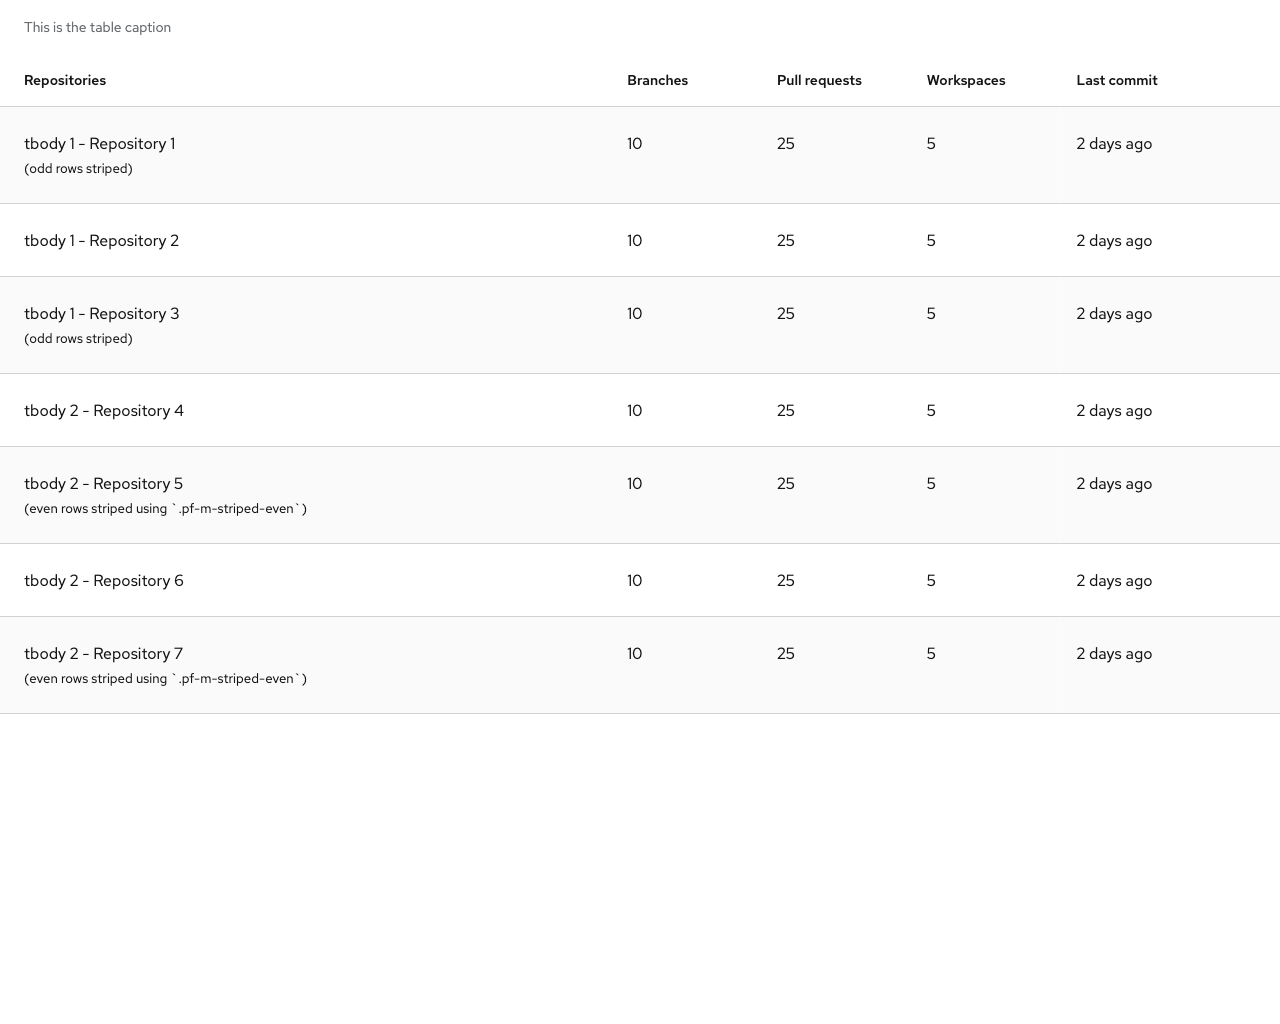 This is the table caption
Repositories Branches Pull requests Workspaces Last commit
tbody 1 - Repository 1 10 25 5 2 days ago
(odd rows striped)
tbody 1 - Repository 2 10 25 5 2 days ago
tbody 1 - Repository 3 10 25 5 2 days ago
(odd rows striped)
tbody 2 - Repository 4 10 25 5 2 days ago
tbody 2 - Repository 5 10 25 5 2 days ago
(even rows striped using `.pf-m-striped-even`)
tbody 2 - Repository 6 10 25 5 2 days ago
tbody 2 - Repository 7 10 25 5 2 days ago
(even rows striped using `.pf-m-striped-even`)